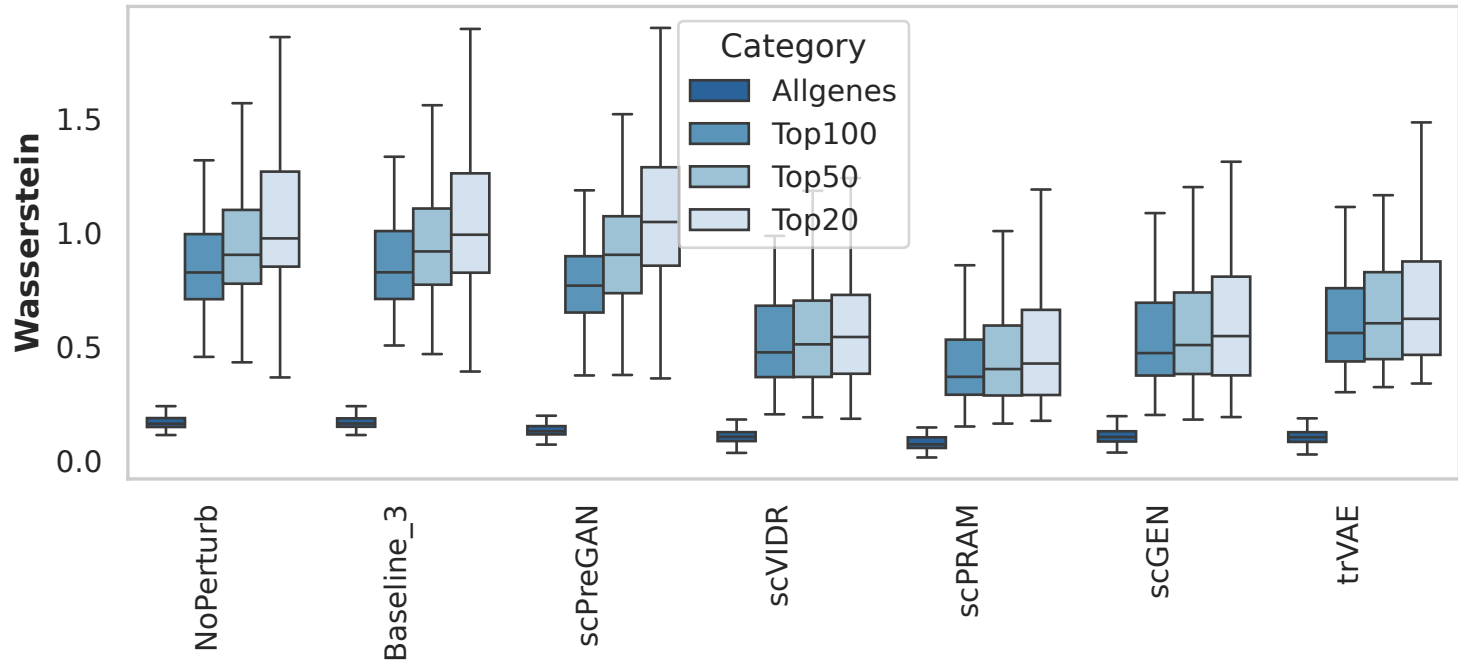 Category
Allgenes
Top100
Top50
Top20
Wasserstein
1.5
1.0
0.5
0.0
NoPerturb
Baseline_3
scPreGAN
scVIDR
scPRAM
scGEN
trVAE